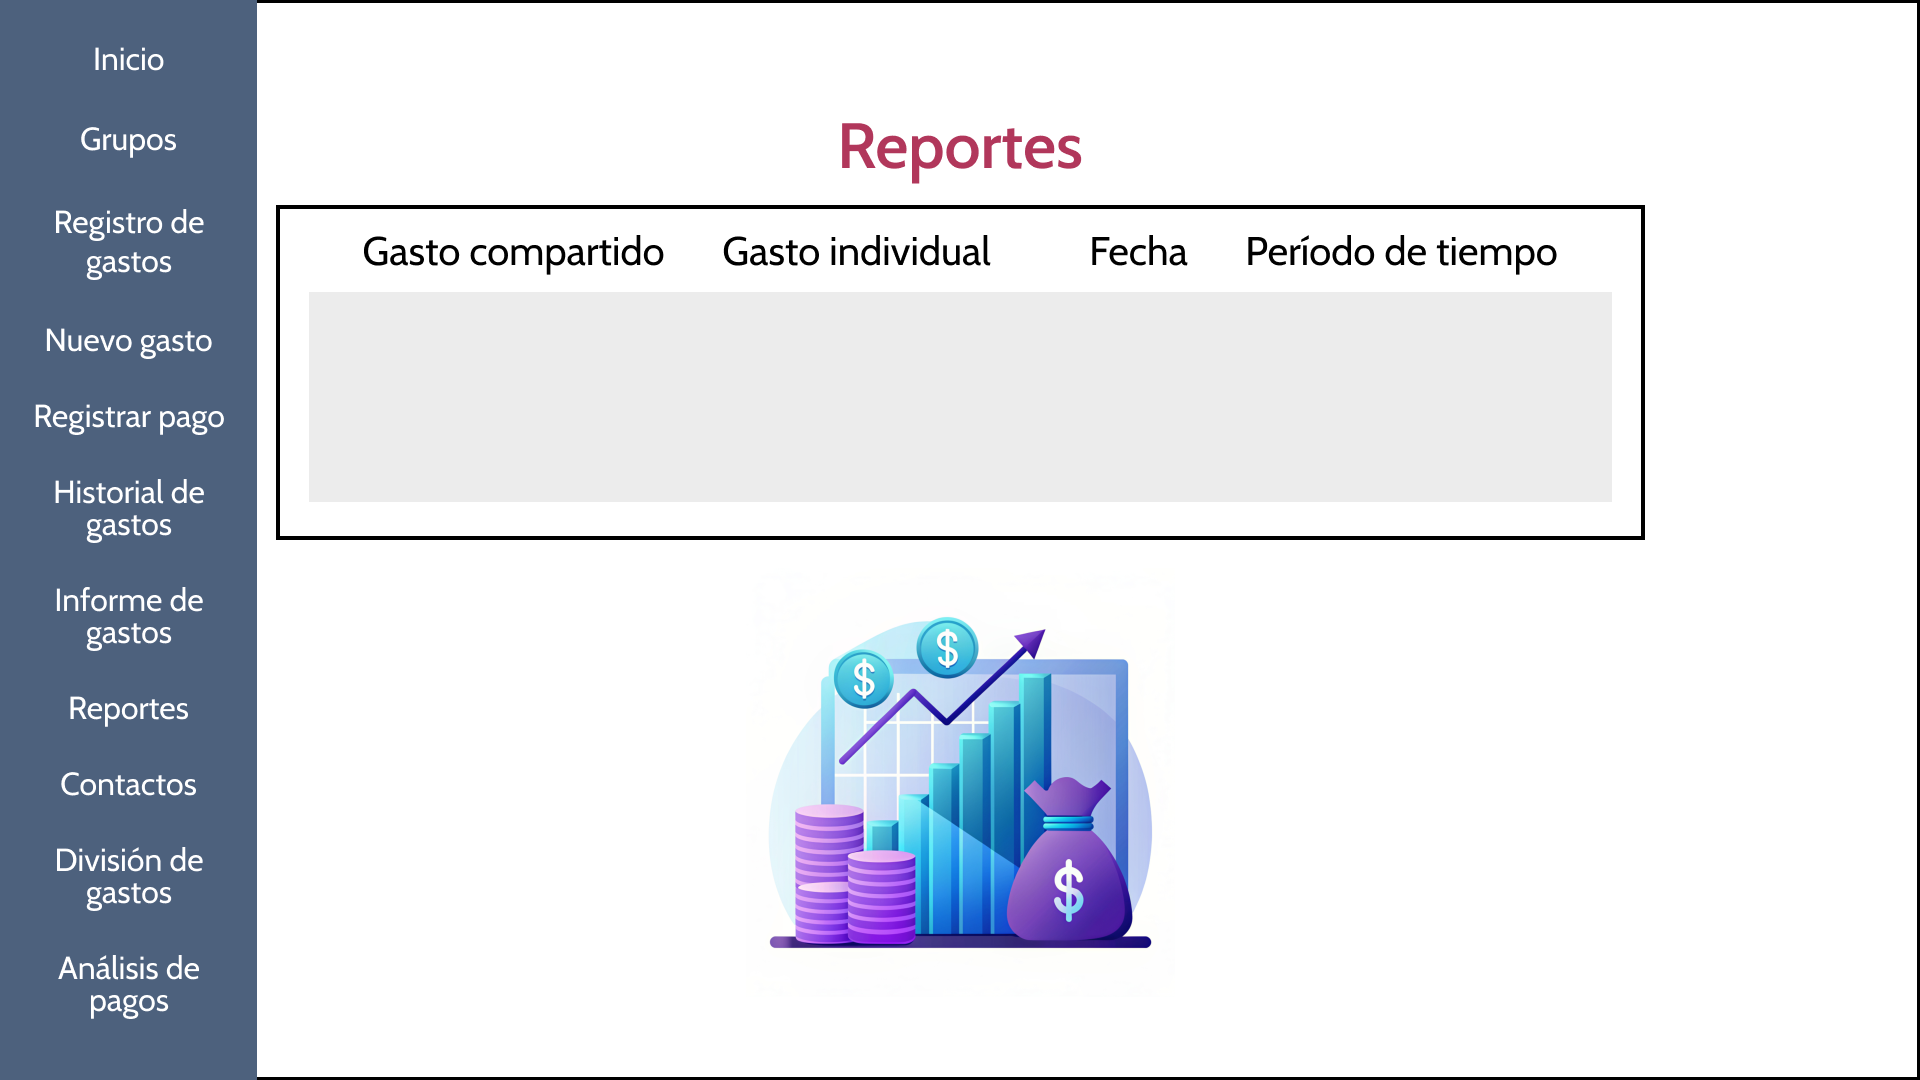 Inicio
Grupos
Registro de
gastos
Nuevo gasto
Registrar pago
Historial de
gastos
Informe de
gastos
Reportes
Contactos
División de
gastos
Análisis de
pagos
Reportes
Gasto compartido Gasto individual Fecha Período de tiempo
$
$
$